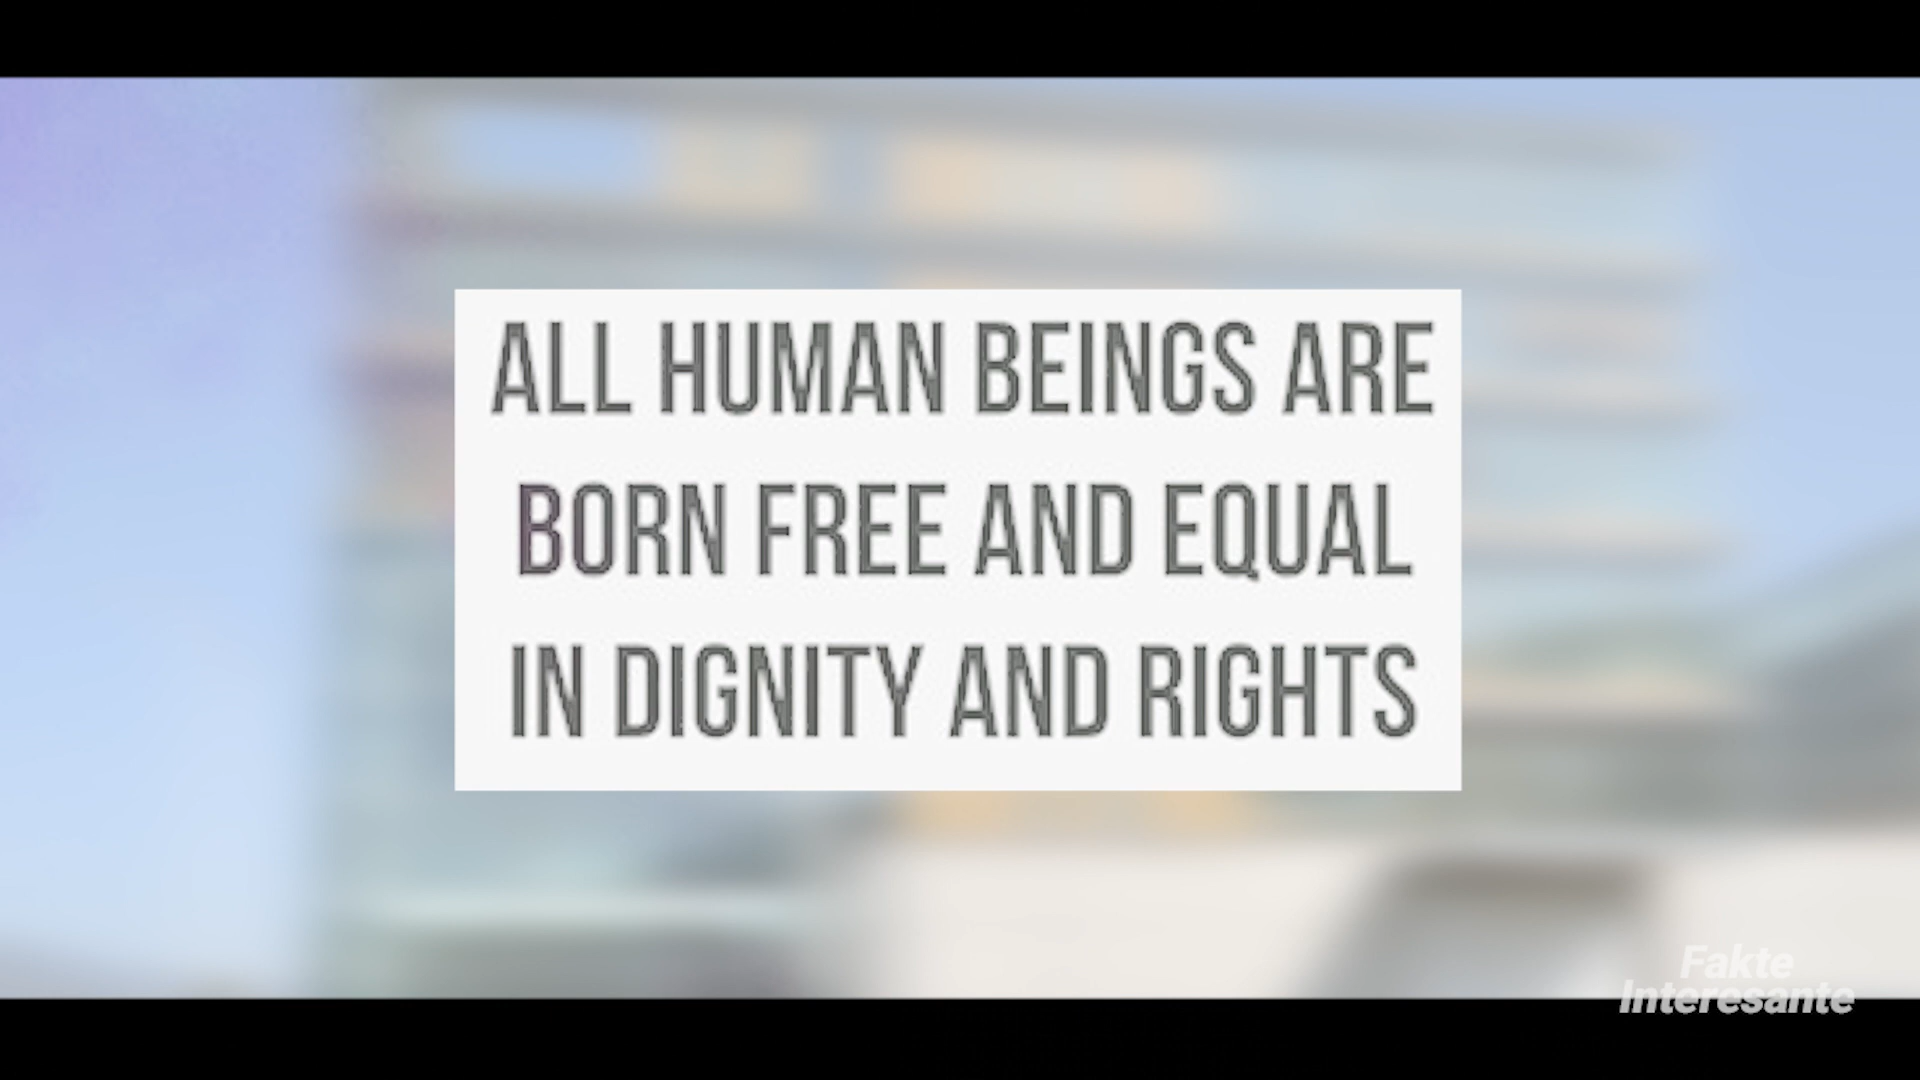 ALL HUMAN BEINGS ARE
BORN FREE AND EQUAL
IN DIGNITY AND RIGHTS
Fakte
Interesante